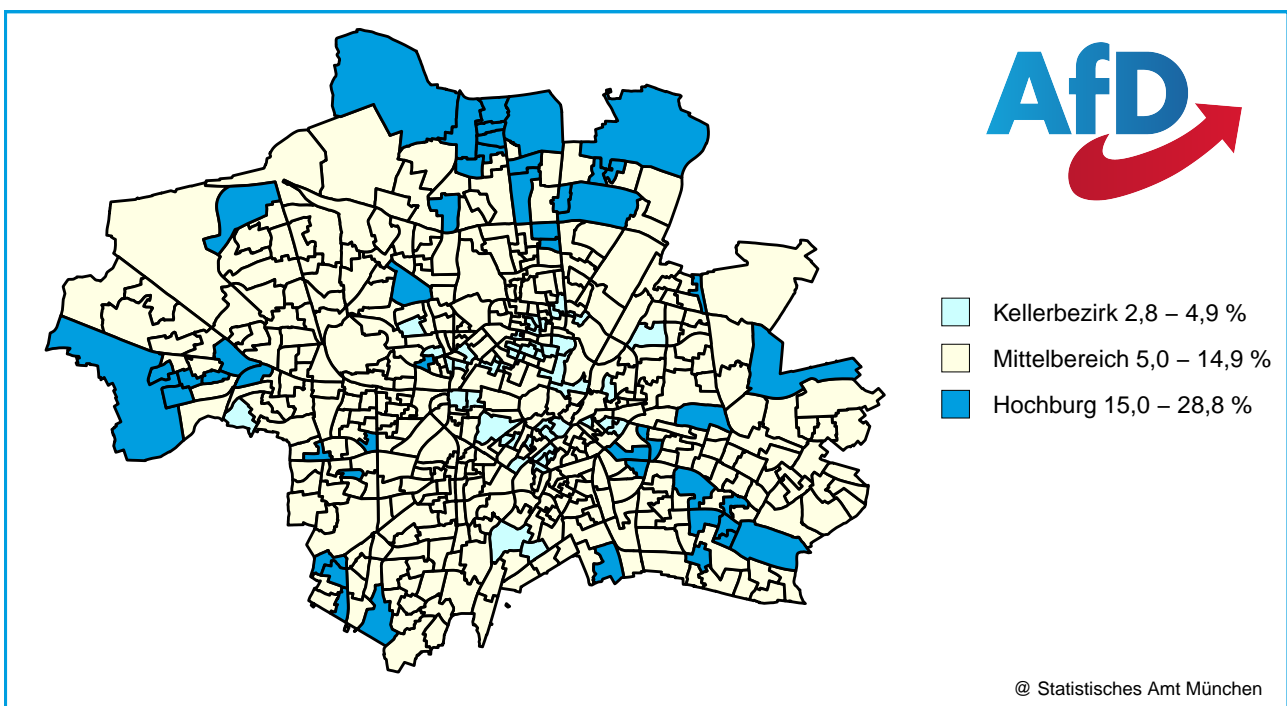 AfD
Kellerbezirk 2,8 – 4,9 %
Mittelbereich 5,0 – 14,9 %
Hochburg 15,0 – 28,8 %
@ Statistisches Amt München